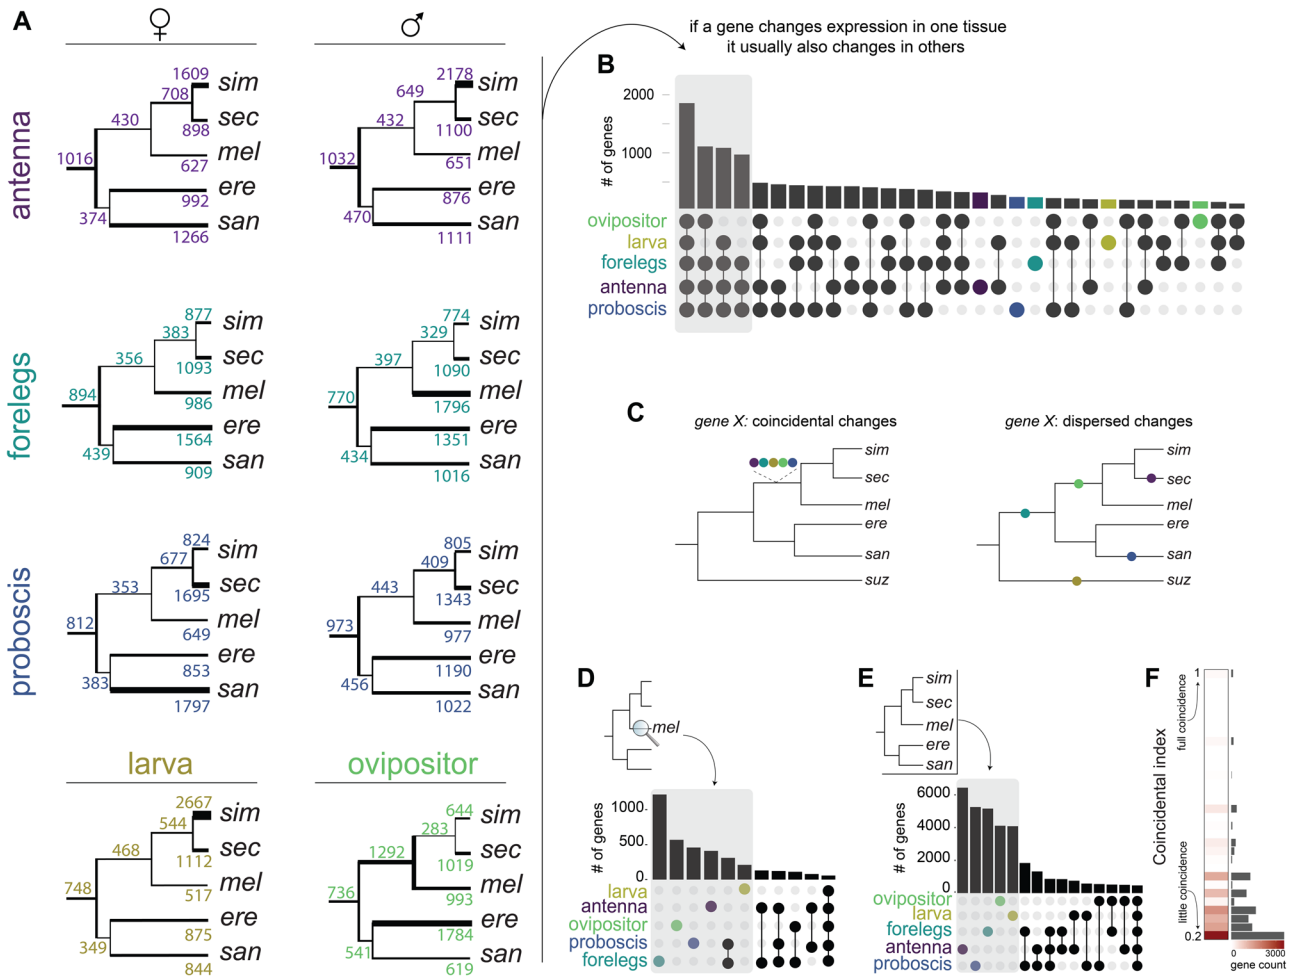 A
♀
♂
antenna
1609
sim
708
sec
430
898
mel
1016
627
ere
992
374
san
1266
2178
sim
649
sec
432
1100
mel
1032
651
ere
876
470
san
1111
forelegs
877
sim
383
sec
356
1093
mel
894
986
ere
1564
439
san
909
774
sim
329
sec
397
1090
mel
770
1796
ere
1351
434
san
1016
proboscis
824
sim
677
sec
353
1695
mel
812
649
ere
853
383
san
1797
805
sim
409
sec
443
1343
mel
973
977
ere
1190
456
san
1022
larva
2667
sim
544
sec
468
1112
mel
748
517
ere
875
349
san
844
ovipositor
644
sim
283
sec
1292
1019
mel
736
993
ere
1784
541
san
619
if a gene changes expression in one tissue
it usually also changes in others
B
# of genes
2000
1000
ovipositor
larva
forelegs
antenna
proboscis
C
gene X: coincidental changes
sim
sec
mel
ere
san
suz
gene X: dispersed changes
sim
sec
mel
ere
san
suz
D
mel
# of genes
1000
500
0
larva
antenna
ovipositor
proboscis
forelegs
E
sim
sec
mel
ere
san
# of genes
6000
4000
2000
0
ovipositor
larva
forelegs
antenna
proboscis
F
Coincidental index
full coincidence
little coincidence
1
0.2
0
3000
gene count